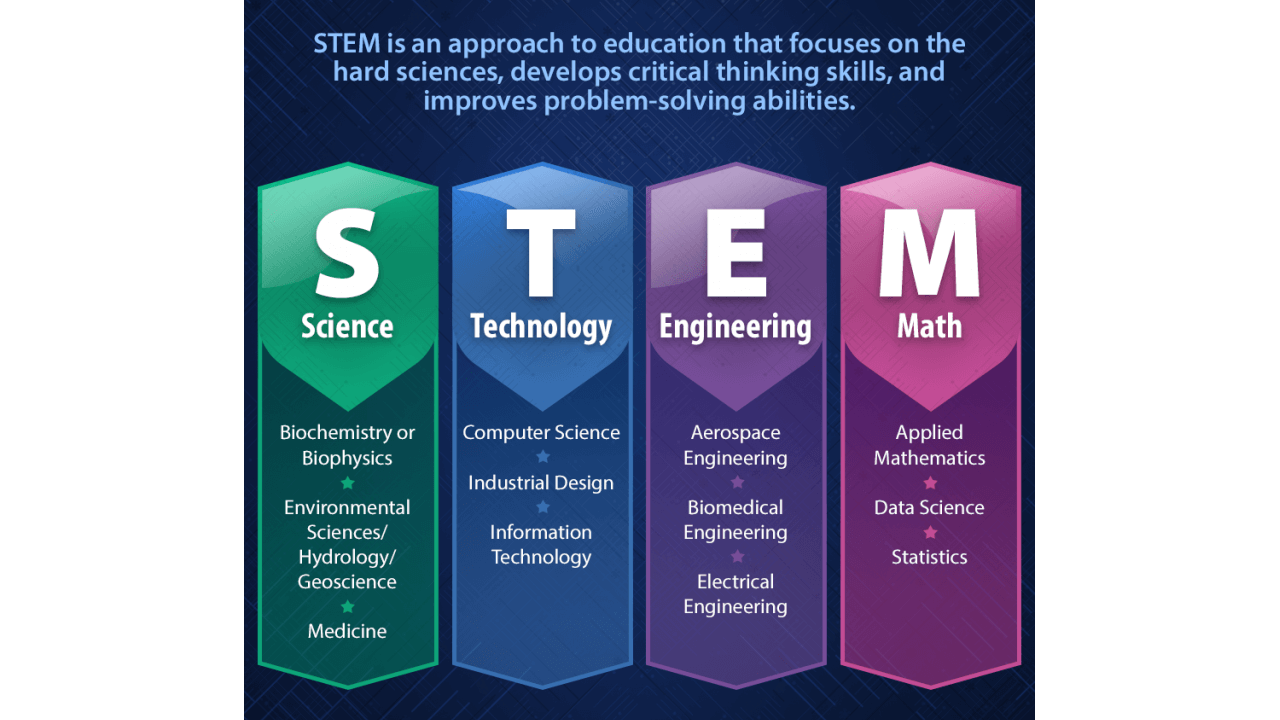 STEM is an approach to education that focuses on the
hard sciences, develops critical thinking skills, and
improves problem-solving abilities.
S
Science
Biochemistry or
Biophysics
Environmental
Sciences/
Hydrology/
Geoscience
Medicine
T
Technology
Computer Science
Industrial Design
Information
Technology
E
Engineering
Aerospace
Engineering
Biomedical
Engineering
Electrical
Engineering
M
Math
Applied
Mathematics
Data Science
Statistics